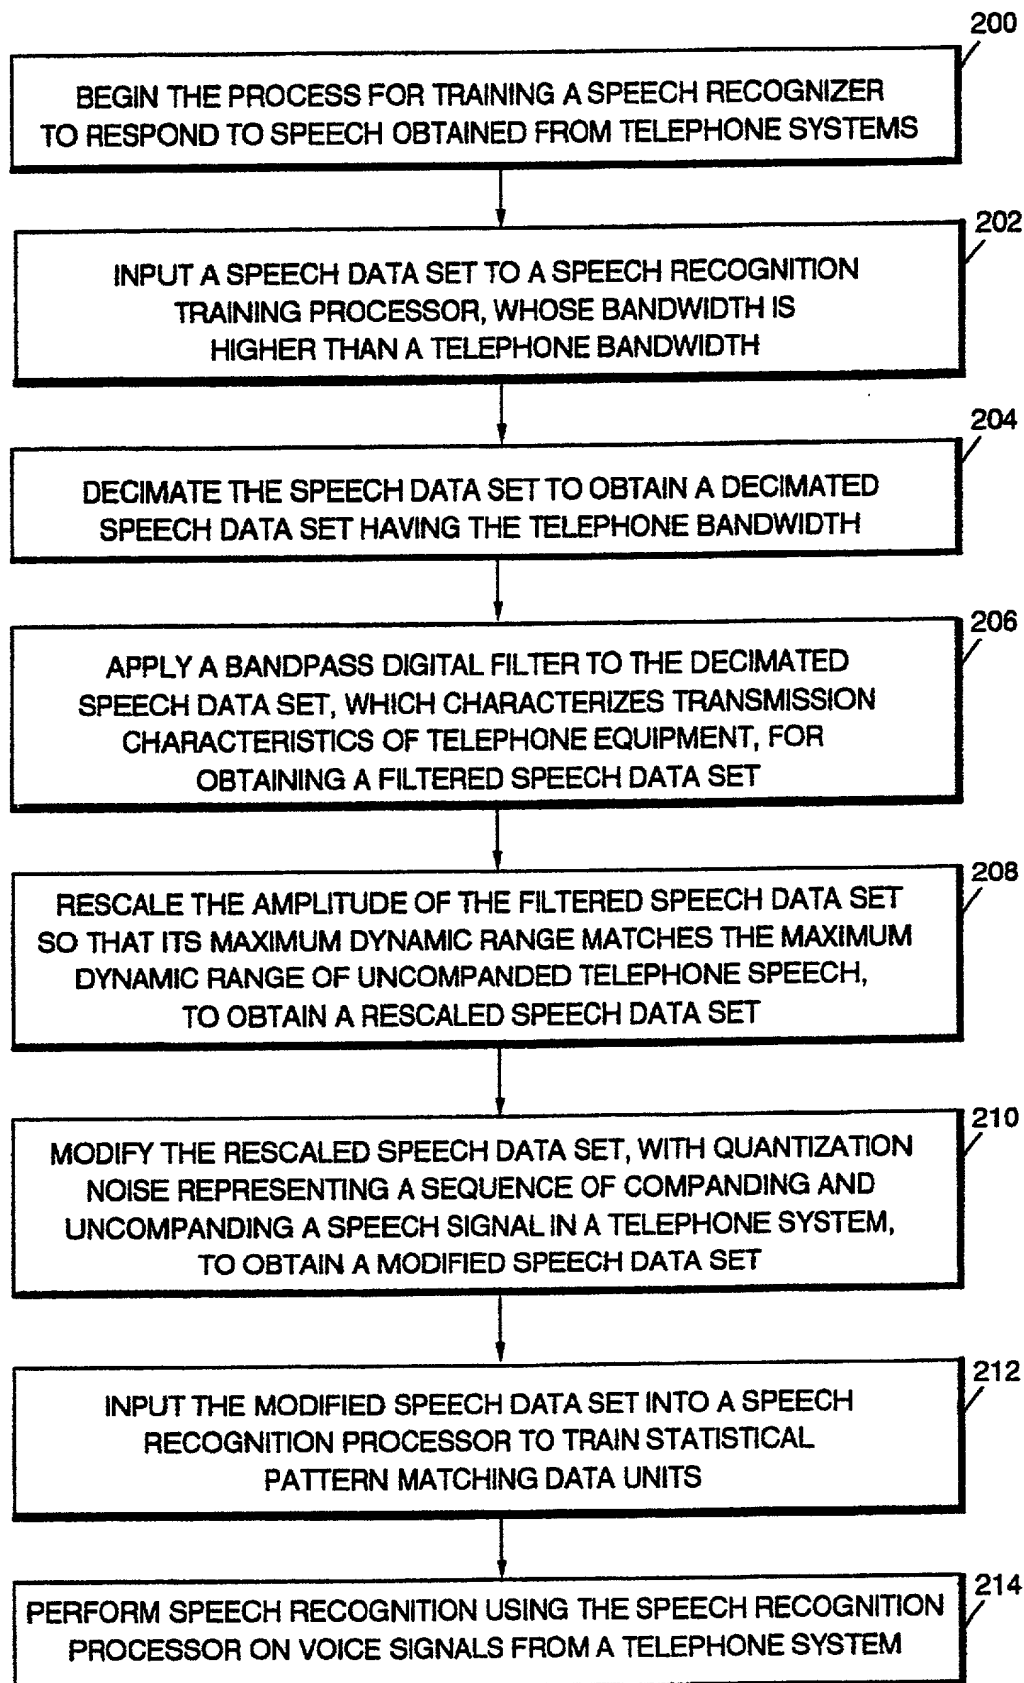 200
BEGIN THE PROCESS FOR TRAINING A SPEECH RECOGNIZER
TO RESPOND TO SPEECH OBTAINED FROM TELEPHONE SYSTEMS
202
INPUT A SPEECH DATA SET TO A SPEECH RECOGNITION
TRAINING PROCESSOR, WHOSE BANDWIDTH IS
HIGHER THAN A TELEPHONE BANDWIDTH
204
DECIMATE THE SPEECH DATA SET TO OBTAIN A DECIMATED
SPEECH DATA SET HAVING THE TELEPHONE BANDWIDTH
206
APPLY A BANDPASS DIGITAL FILTER TO THE DECIMATED
SPEECH DATA SET, WHICH CHARACTERIZES TRANSMISSION
CHARACTERISTICS OF TELEPHONE EQUIPMENT, FOR
OBTAINING A FILTERED SPEECH DATA SET
208
RESCALE THE AMPLITUDE OF THE FILTERED SPEECH DATA SET
SO THAT ITS MAXIMUM DYNAMIC RANGE MATCHES THE MAXIMUM
DYNAMIC RANGE OF UNCOMPANDED TELEPHONE SPEECH,
TO OBTAIN A RESCALED SPEECH DATA SET
210
MODIFY THE RESCALED SPEECH DATA SET, WITH QUANTIZATION
NOISE REPRESENTING A SEQUENCE OF COMPANDING AND
UNCOMPANDING A SPEECH SIGNAL IN A TELEPHONE SYSTEM,
TO OBTAIN A MODIFIED SPEECH DATA SET
212
INPUT THE MODIFIED SPEECH DATA SET INTO A SPEECH
RECOGNITION PROCESSOR TO TRAIN STATISTICAL
PATTERN MATCHING DATA UNITS
214
PERFORM SPEECH RECOGNITION USING THE SPEECH RECOGNITION
PROCESSOR ON VOICE SIGNALS FROM A TELEPHONE SYSTEM